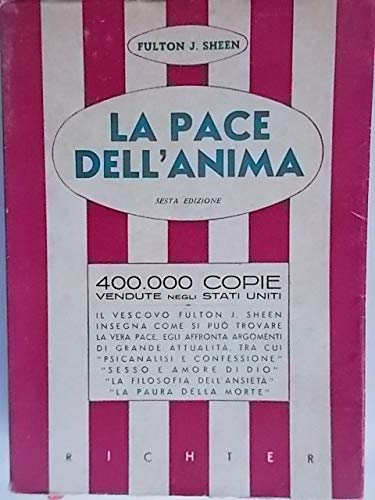 FULTON J. SHEEN
LA PACE
DELL'ANIMA
SESTA EDIZIONE
400.000 COPIE
VENDUTE NEGLI STATI UNITI
IL VESCOVO FULTON J. SHEEN
INSEGNA COME SI PUÒ TROVARE
LA VERA PACE. EGLI AFFRONTA ARGOMENTI
DI GRANDE ATTUALITÀ, TRA CUI
"PSICANALISI E CONFESSIONE"
"SESSO E AMORE DI DIO"
"LA FILOSOFIA DELL'ANSIETÀ"
"LA PAURA DELLA MORTE"
RICHTER